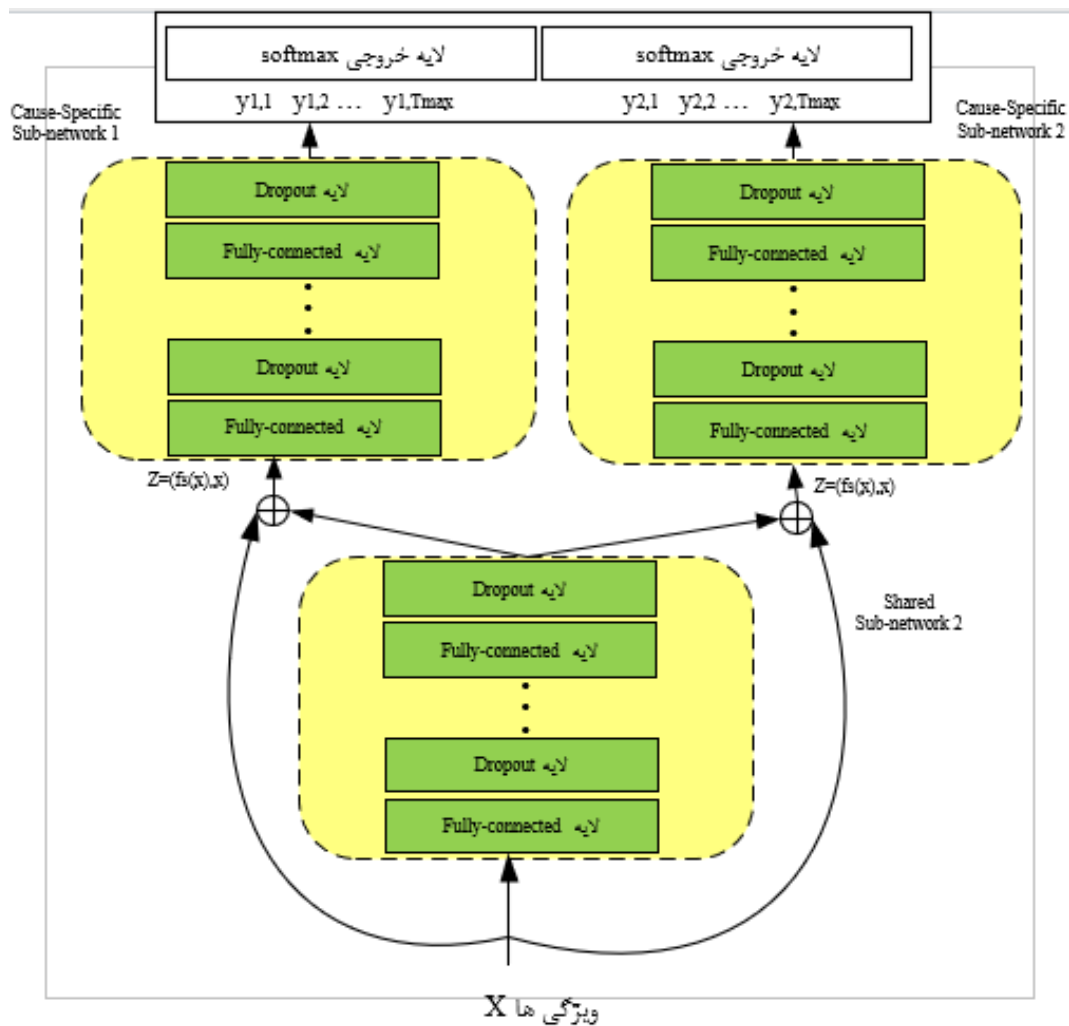 لایه خروجی softmax
لایه خروجی softmax
y1,1 y1,2 ... y1,Tmax
y2,1 y2,2 ... y2,Tmax
Cause-Specific
Sub-network 1
Cause-Specific
Sub-network 2
لایه Dropout
لایه Fully-connected
لایه Dropout
لایه Fully-connected
لایه Dropout
لایه Fully-connected
لایه Dropout
لایه Fully-connected
Z=(fs(x),x)
Z=(fs(x),x)
لایه Dropout
لایه Fully-connected
لایه Dropout
لایه Fully-connected
Shared
Sub-network 2
ویژگی ها X